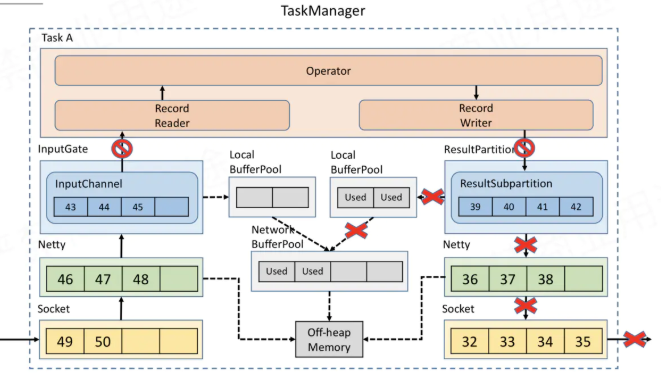 TaskManager
Task A
Operator
Record
Reader
Record
Writer
InputGate
Local
BufferPool
Local
BufferPool
ResultPartition
InputChannel
43 44 45
Used Used
ResultSubpartition
39 40 41 42
Netty
46 47 48
Network
BufferPool
Used Used
Netty
36 37 38
Socket
49 50
Off-heap
Memory
Socket
32 33 34 35